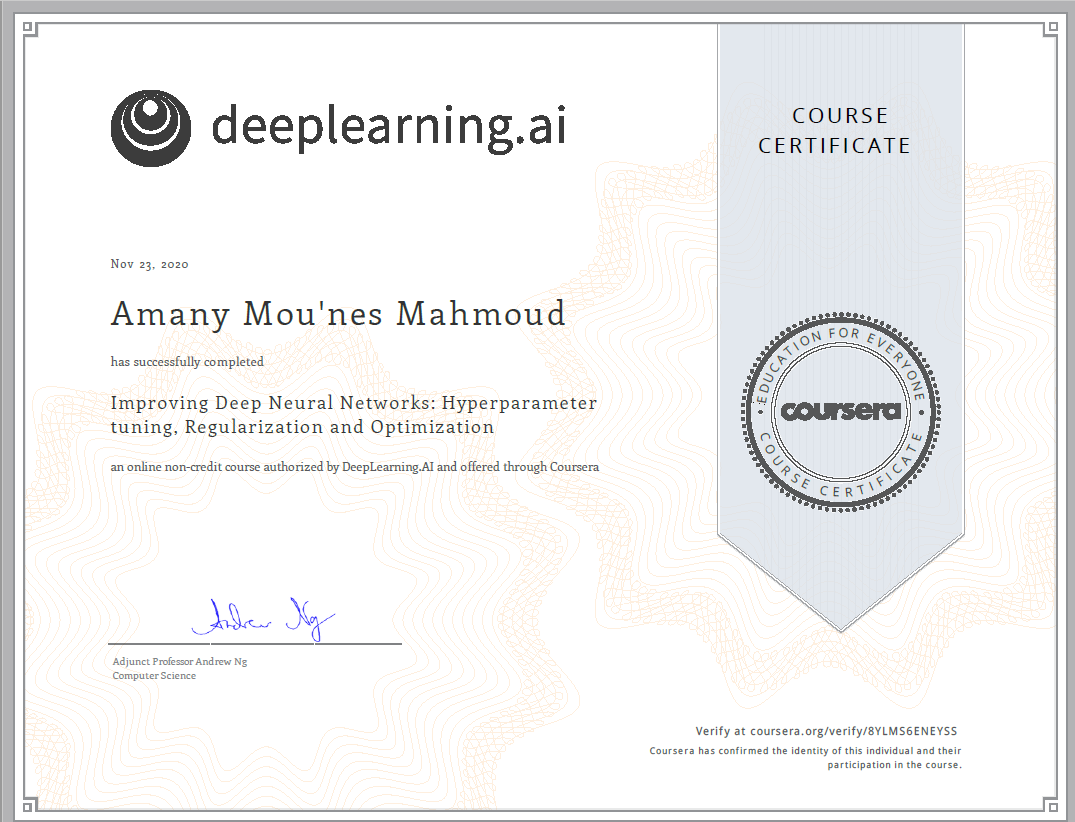 deeplearning.ai
COURSE
CERTIFICATE
Nov 23, 2020
Amany Mou'nes Mahmoud
has successfully completed
Improving Deep Neural Networks: Hyperparameter
tuning, Regularization and Optimization
an online non-credit course authorized by DeepLearning.AI and offered through Coursera
EDUCATION FOR EVERYONE
coursera
COURSE CERTIFICATE
Andrew Ng
Adjunct Professor Andrew Ng
Computer Science
Verify at coursera.org/verify/8YLMS6ENEYSS
Coursera has confirmed the identity of this individual and their
participation in the course.